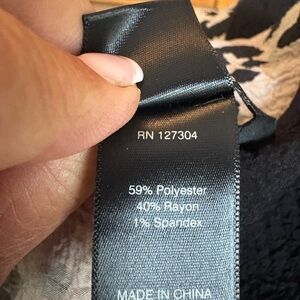 RN 127304
59% Polyester
40% Rayon
1% Spandex
MADE IN CHINA